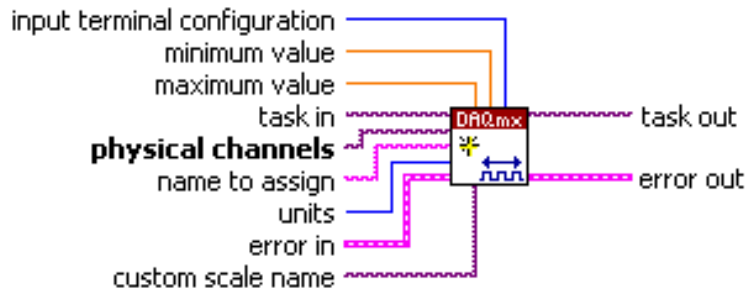 input terminal configuration
minimum value
maximum value
task in
DAQmx
task out
physical channels
name to assign
error out
units
error in
custom scale name